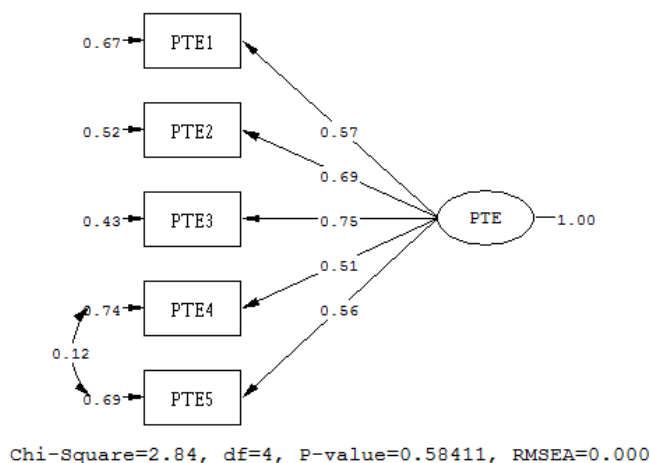 0.67 PTE1
0.57
0.52 PTE2
0.69
0.43 PTE3 0.75 PTE 1.00
0.51
0.74 PTE4
0.56
0.12
0.69 PTE5
Chi-Square=2.84, df=4, P-value=0.58411, RMSEA=0.000